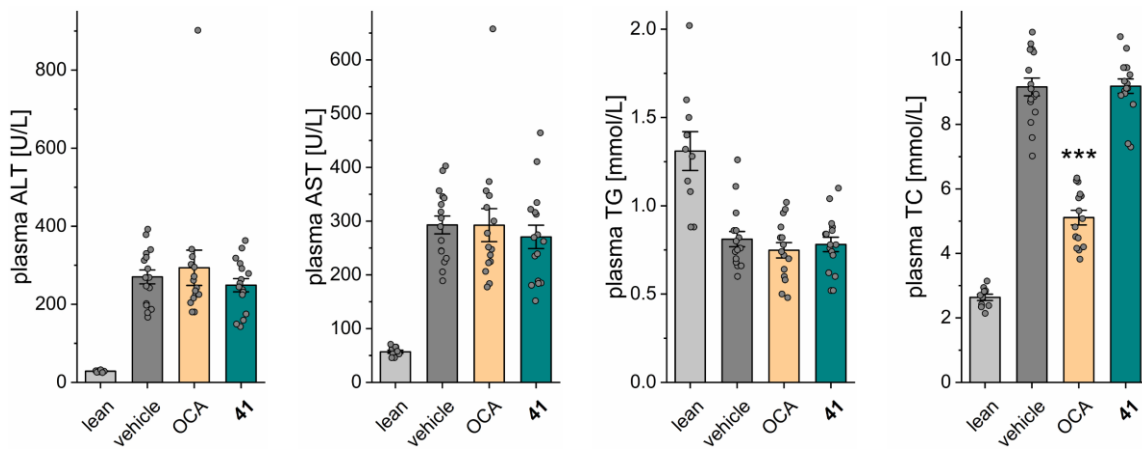 plasma ALT [U/L]
800
600
400
200
0
lean
vehicle
OCA
41
plasma AST [U/L]
600
500
400
300
200
100
0
lean
vehicle
OCA
41
plasma TG [mmol/L]
2.0
1.5
1.0
0.5
0.0
lean
vehicle
OCA
41
plasma TC [mmol/L]
10
8
6
4
2
0
***
lean
vehicle
OCA
41